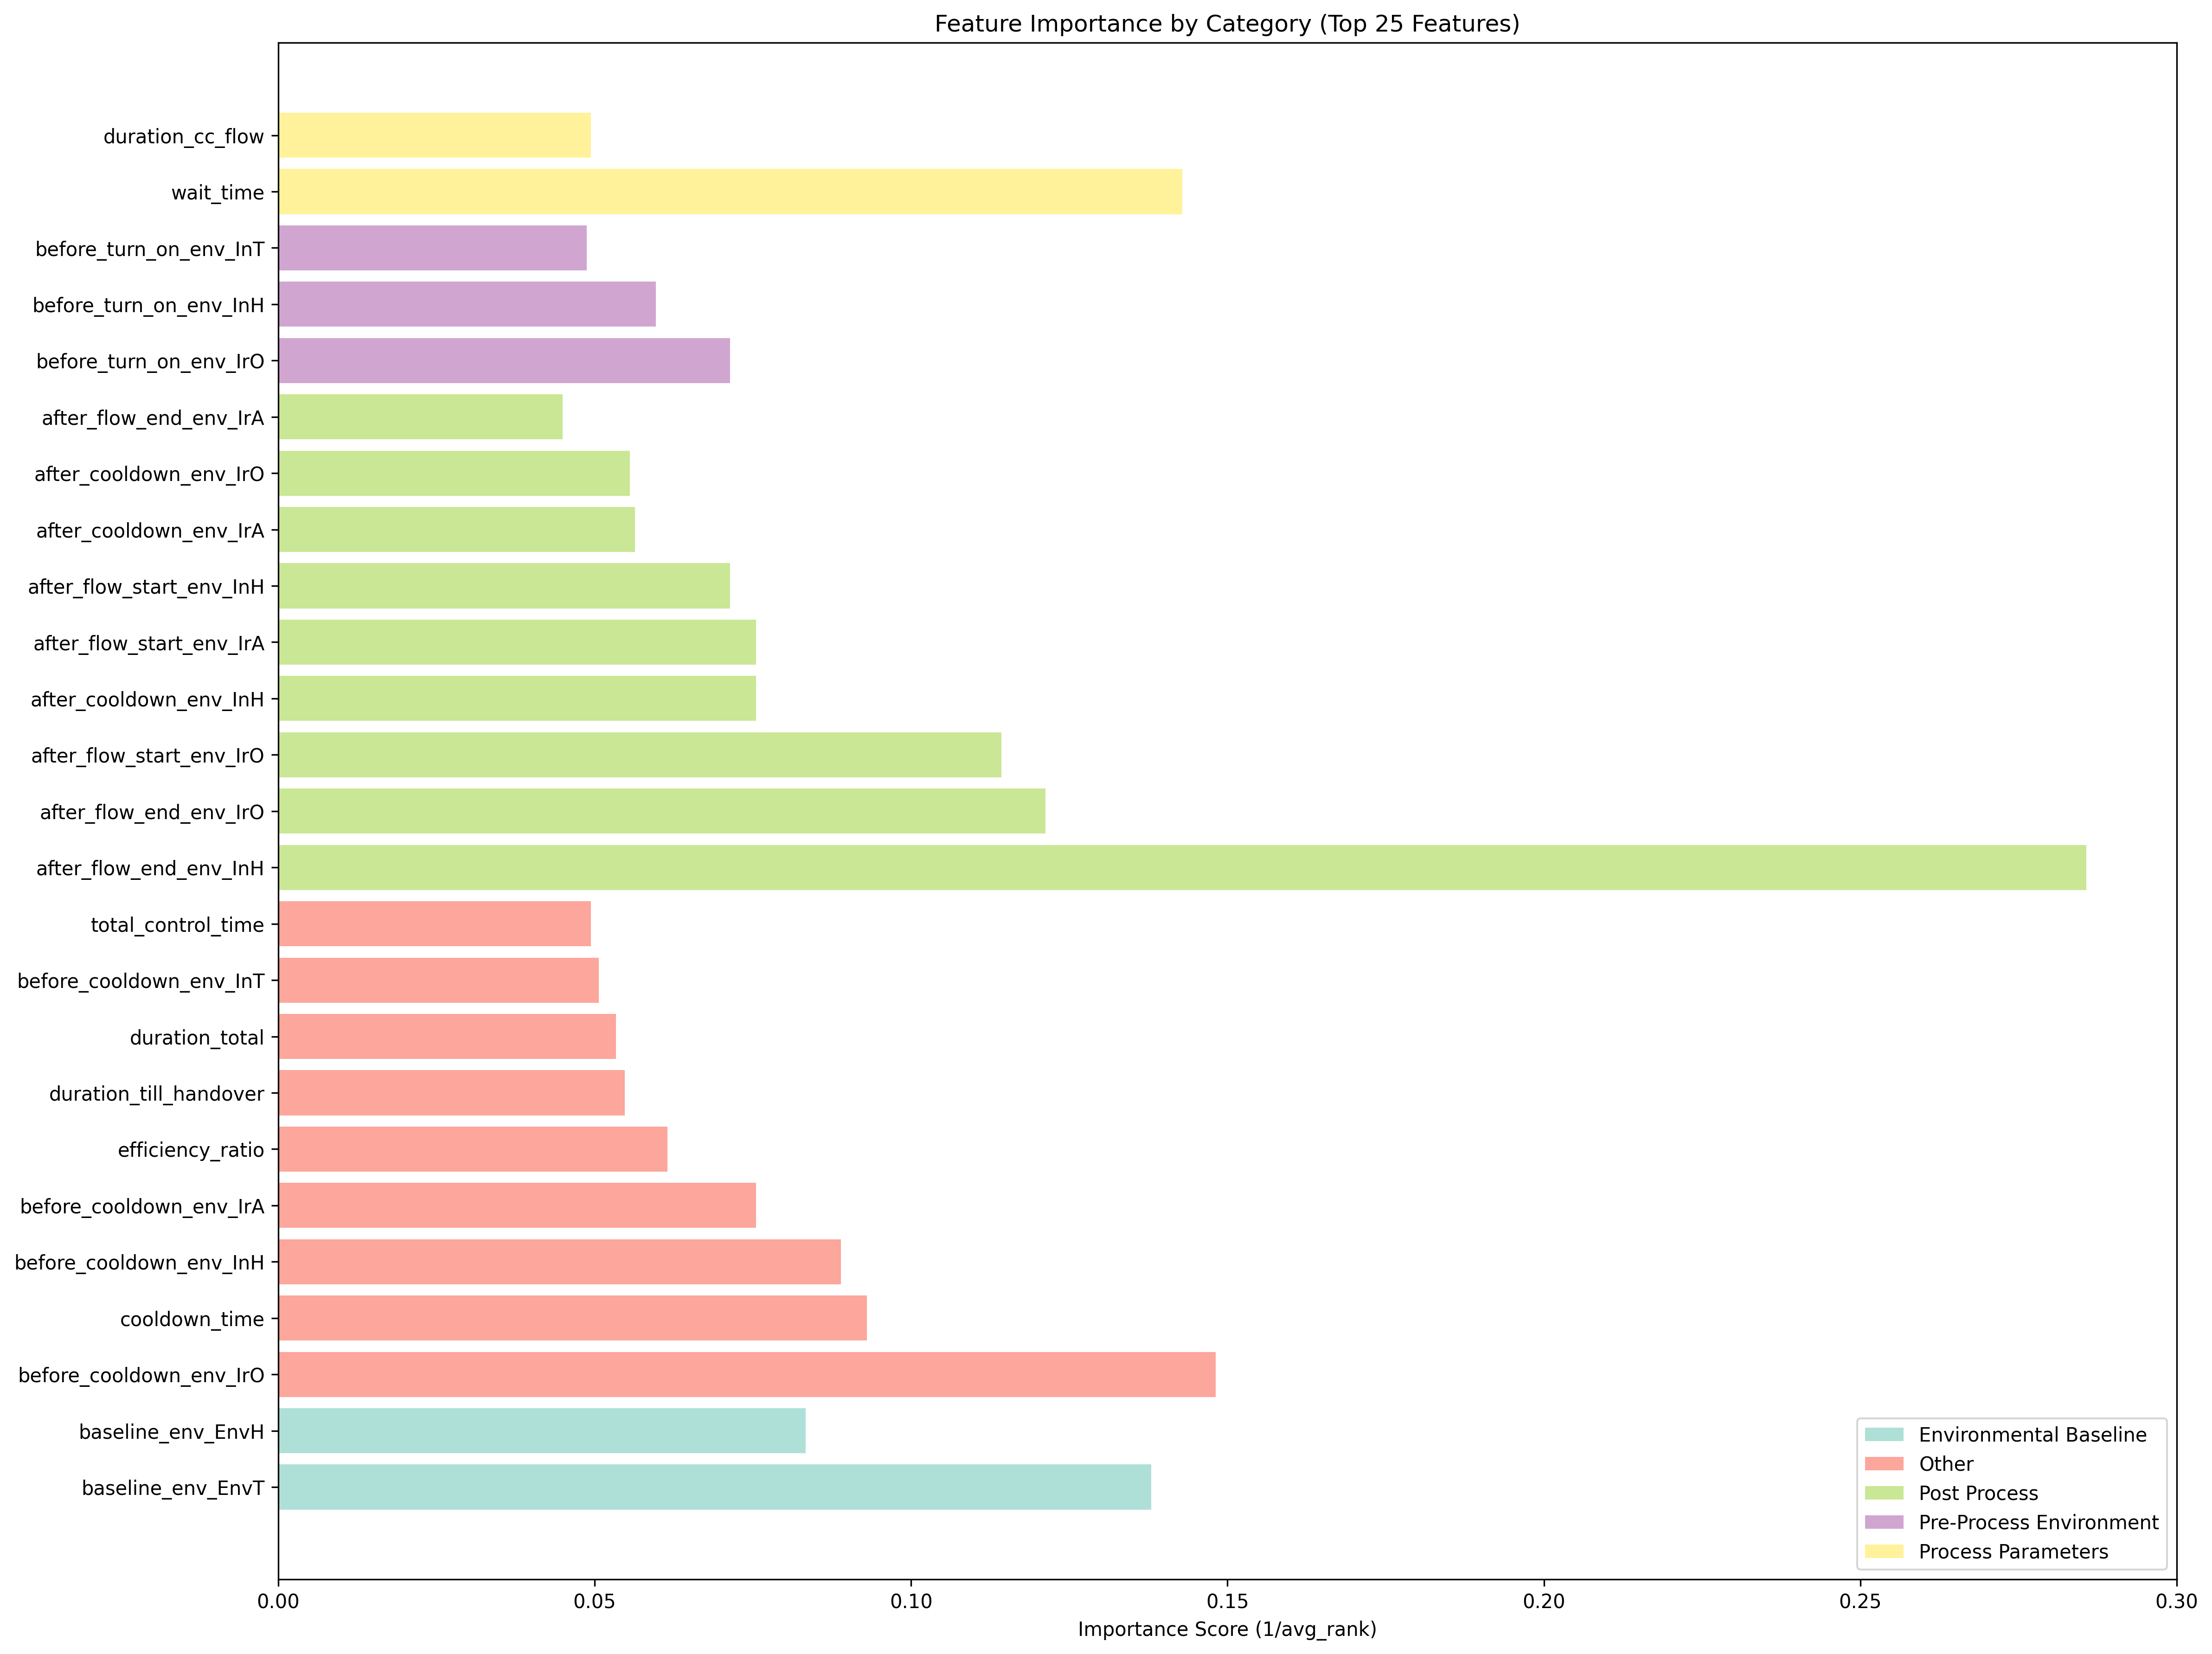 Feature Importance by Category (Top 25 Features)
duration_cc_flow
wait_time
before_turn_on_env_InT
before_turn_on_env_InH
before_turn_on_env_IrO
after_flow_end_env_IrA
after_cooldown_env_IrO
after_cooldown_env_IrA
after_flow_start_env_InH
after_flow_start_env_IrA
after_cooldown_env_InH
after_flow_start_env_IrO
after_flow_end_env_IrO
after_flow_end_env_InH
total_control_time
before_cooldown_env_InT
duration_total
duration_till_handover
efficiency_ratio
before_cooldown_env_IrA
before_cooldown_env_InH
cooldown_time
before_cooldown_env_IrO
baseline_env_EnvH
baseline_env_EnvT
Environmental Baseline
Other
Post Process
Pre-Process Environment
Process Parameters
0.00 0.05 0.10 0.15 0.20 0.25 0.30
Importance Score (1/avg_rank)